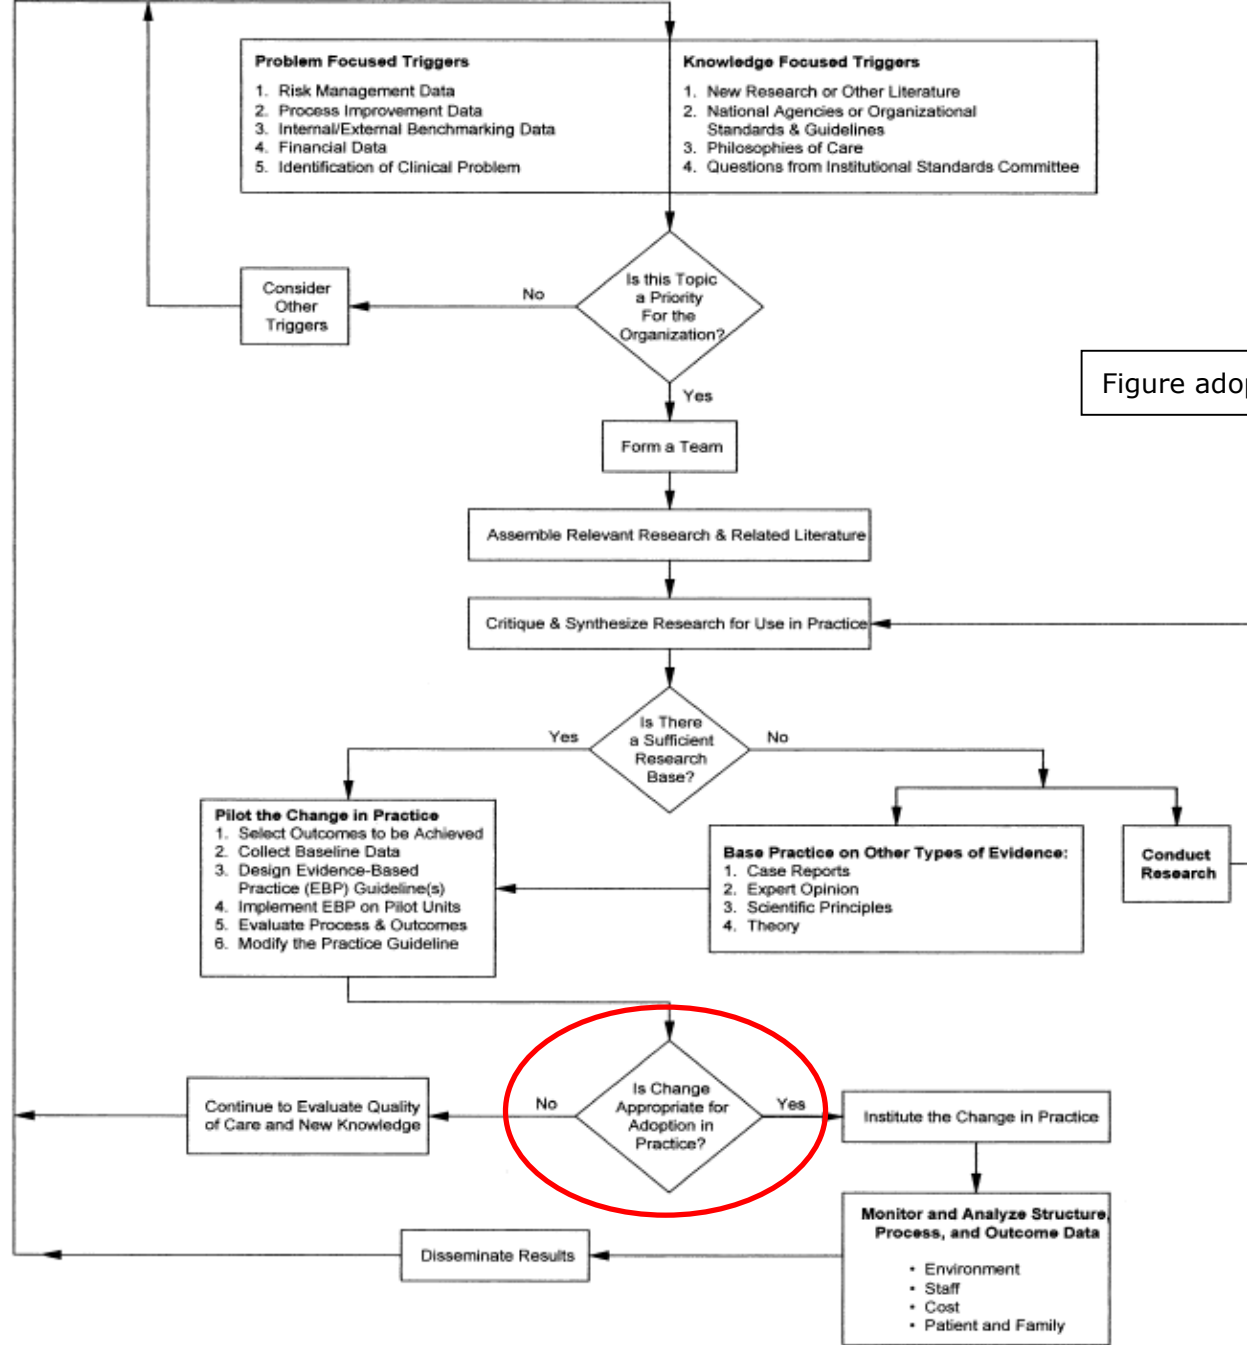 Problem Focused Triggers
1. Risk Management Data
2. Process Improvement Data
3. Internal/External Benchmarking Data
4. Financial Data
5. Identification of Clinical Problem
Knowledge Focused Triggers
1. New Research or Other Literature
2. National Agencies or Organizational
Standards & Guidelines
3. Philosophies of Care
4. Questions from Institutional Standards Committee
Is this Topic
a Priority
For the
Organization?
No
Consider
Other
Triggers
Yes
Figure
Form a Team
Assemble Relevant Research & Related Literature
Critique & Synthesize Research for Use in Practice
Is There
a Sufficient
Research
Base?
Yes
No
Pilot the Change in Practice
1. Select Outcomes to be Achieved
2. Collect Baseline Data
3. Design Evidence-Based
Practice (EBP) Guideline(s)
4. Implement EBP on Pilot Units
5. Evaluate Process & Outcomes
6. Modify the Practice Guideline
Base Practice on Other Types of Evidence:
1. Case Reports
2. Expert Opinion
3. Scientific Principles
4. Theory
Conduct
Research
Is Change
Appropriate for
Adoption in
Practice?
No
Yes
Continue to Evaluate Quality
of Care and New Knowledge
Institute the Change in Practice
Monitor and Analyze Structure,
Process, and Outcome Data
• Environment
• Staff
• Cost
• Patient and Family
Disseminate Results